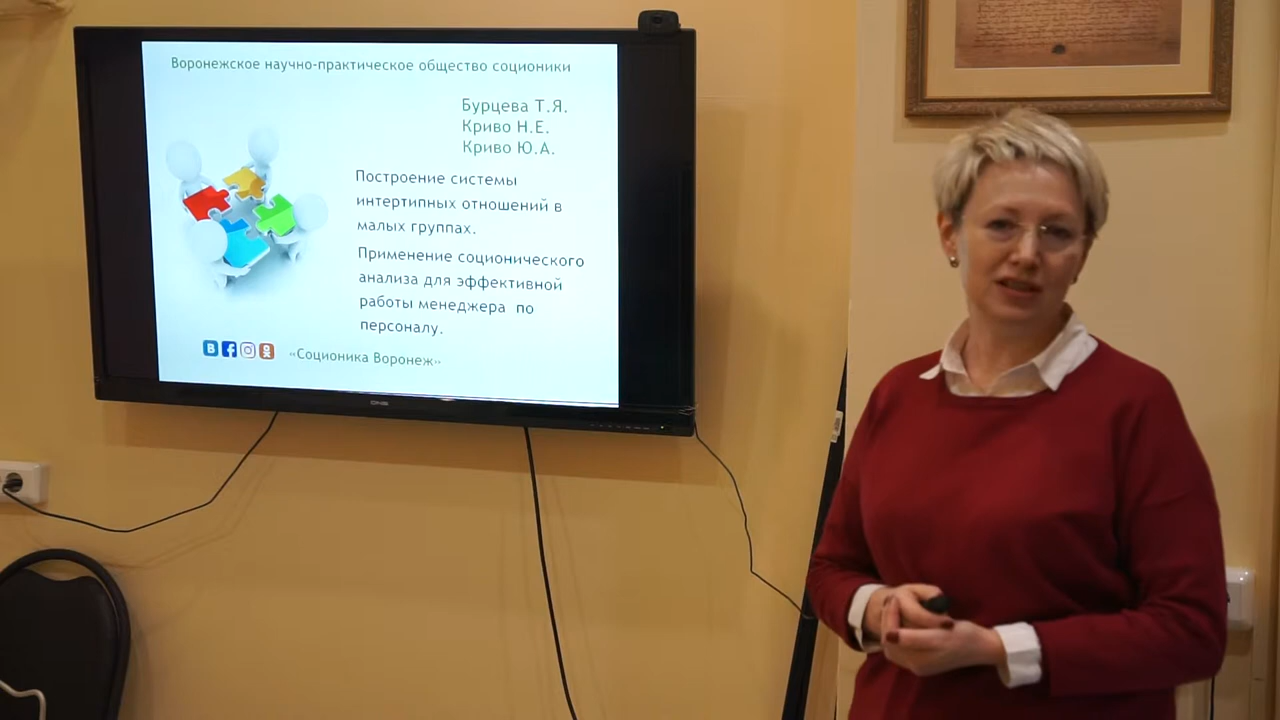 Воронежское научно-практическое общество соционики
Бурцева Т.Я.
Криво Н.Е.
Криво Ю.А.
Построение системы
интертипных отношений в
малых группах.
Применение соционического
анализа для эффективной
работы менеджера по
персоналу.
«Соционика Воронеж»